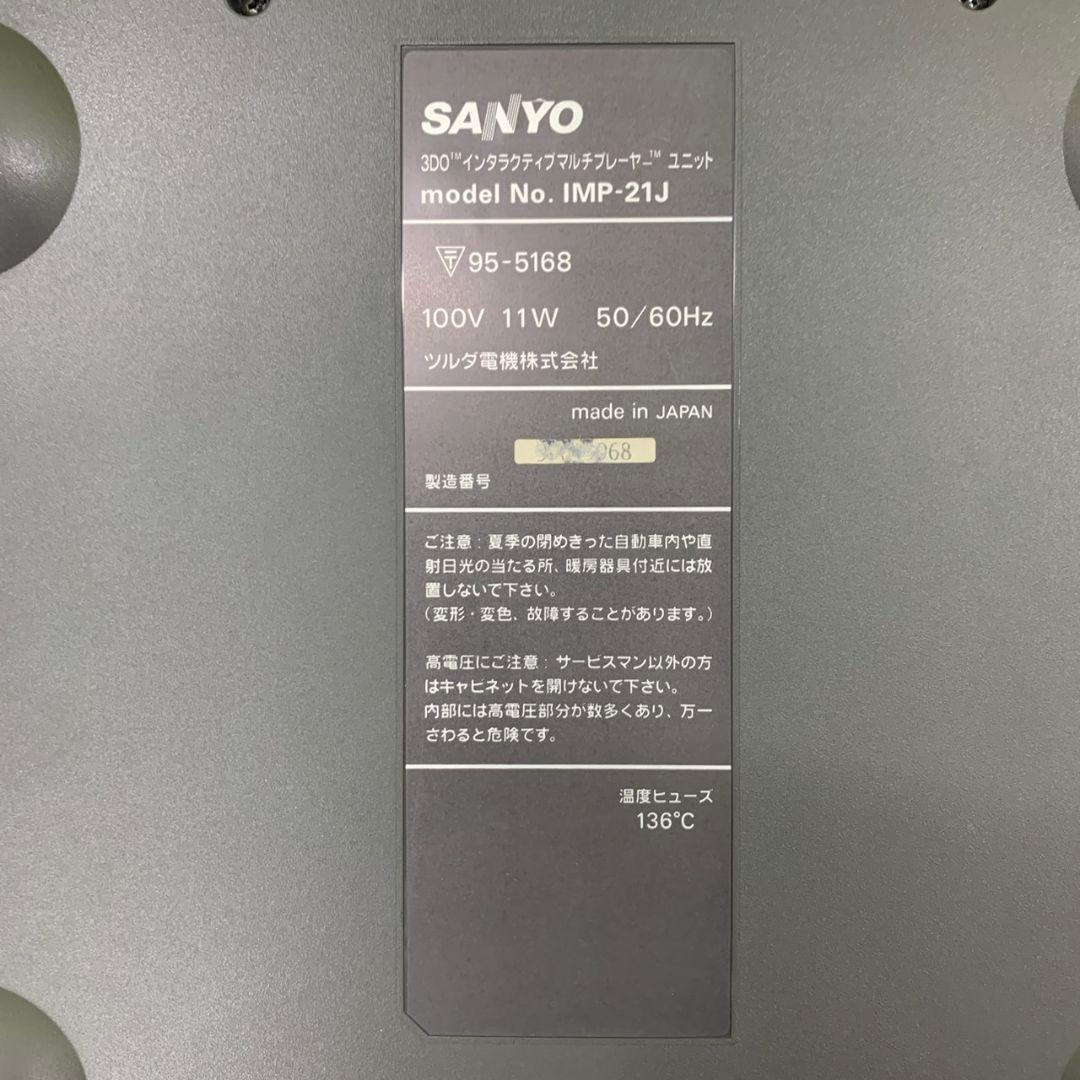 SANYO
3DO™インタラクティブマルチプレーヤー™ ユニット
model No. IMP-21J
〒95-5168
100V 11W 50/60Hz
ツルダ電機株式会社
made in JAPAN
068
製造番号
ご注意：夏季の閉めきった自動車内や直
射日光の当たる所、暖房器具付近には放
置しないで下さい。
（変形・変色、故障することがあります。）
高電圧にご注意：サービスマン以外の方
はキャビネットを開けないで下さい。
内部には高電圧部分が数多くあり、万一
さわると危険です。
温度ヒューズ
136°C